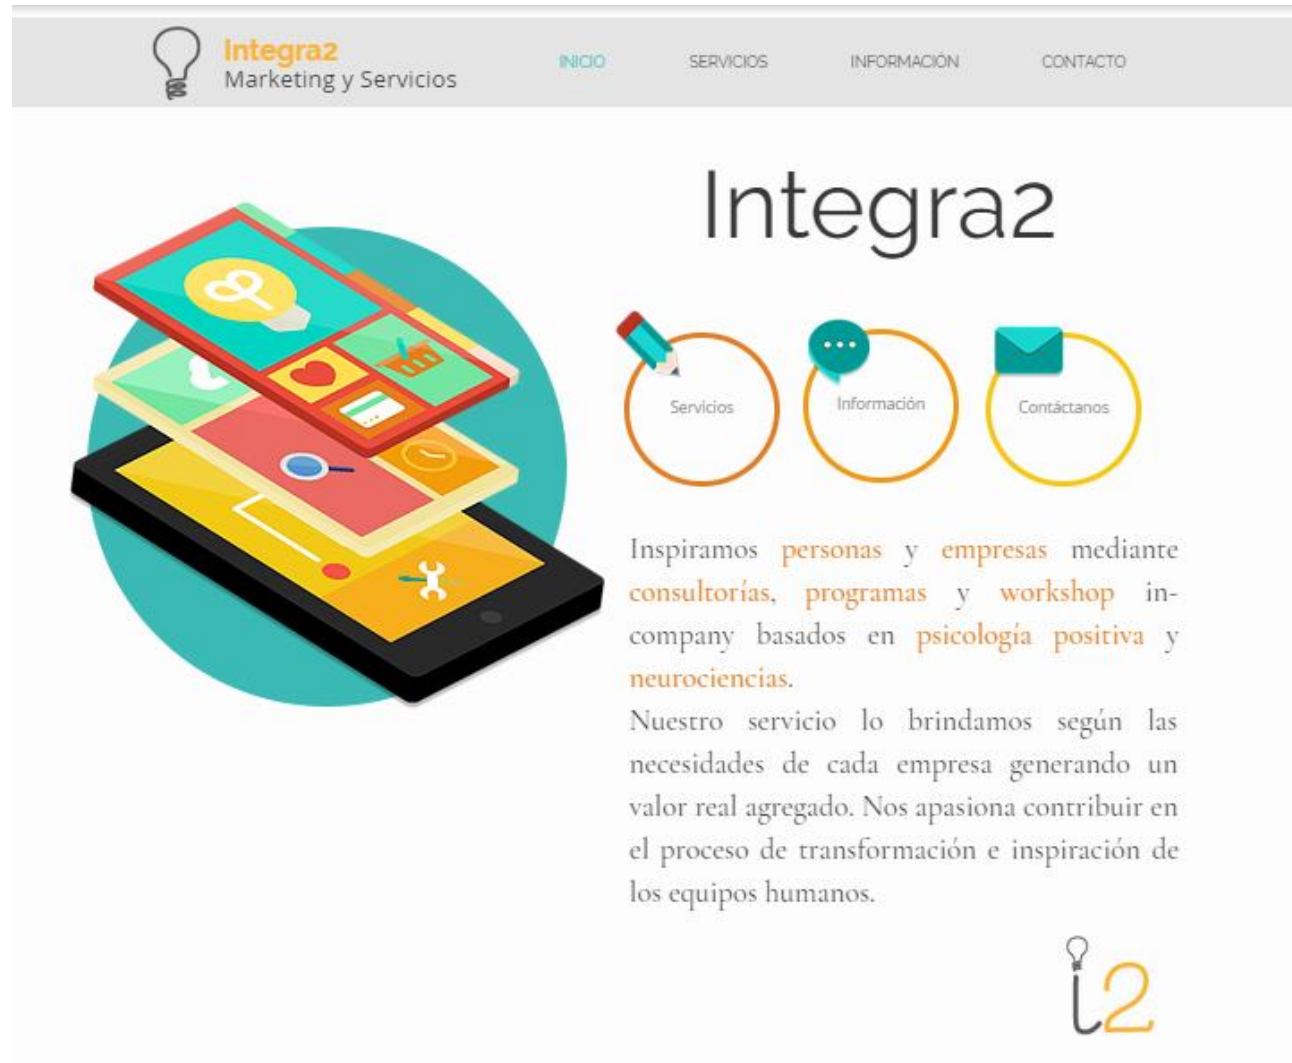 Integra2
Marketing y Servicios
INICIO
SERVICIOS
INFORMACIÓN
CONTACTO
Integra2
Servicios
Información
Contáctanos
Inspiramos personas y empresas mediante
consultorías, programas y workshop in-
company basados en psicología positiva y
neurociencias.
Nuestro servicio lo brindamos según las
necesidades de cada empresa generando un
valor real agregado. Nos apasiona contribuir en
el proceso de transformación e inspiración de
los equipos humanos.
i2